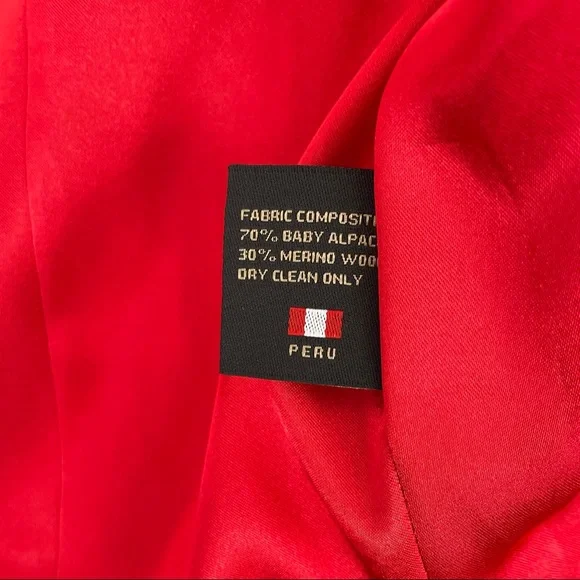 FABRIC COMPOSITI
70% BABY ALPAC
30% MERINO WOO
DRY CLEAN ONLY
PERU